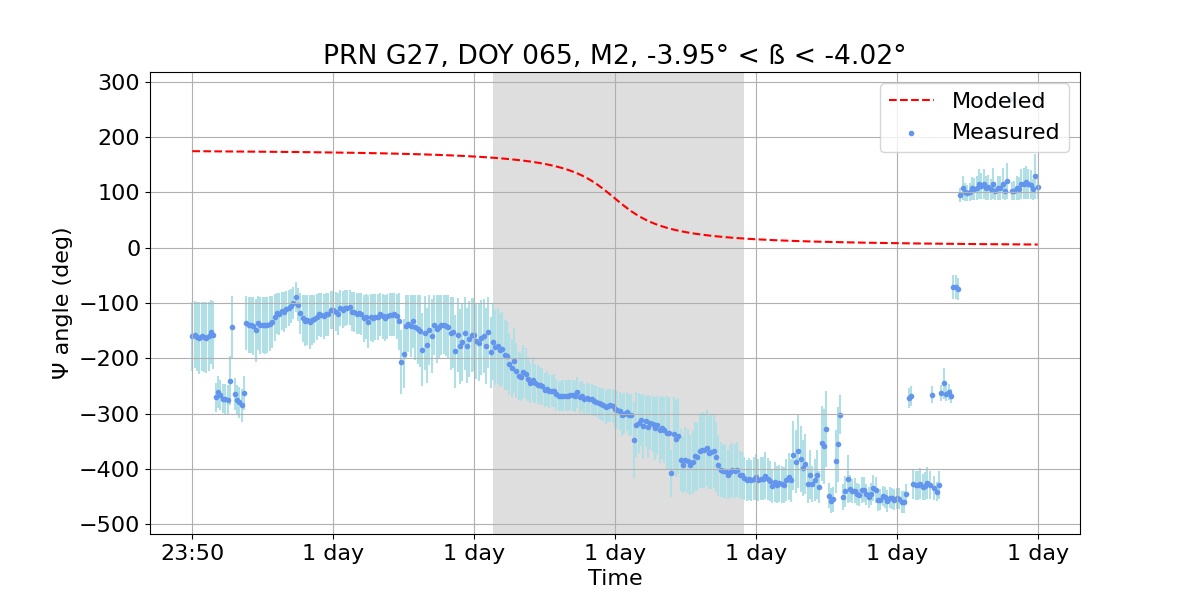 PRN G27, DOY 065, M2, -3.95° < ß < -4.02°
Modeled
Measured
300
200
100
0
−100
−200
−300
−400
−500
Ψ angle (deg)
23:50 1 day 1 day 1 day 1 day 1 day 1 day
Time